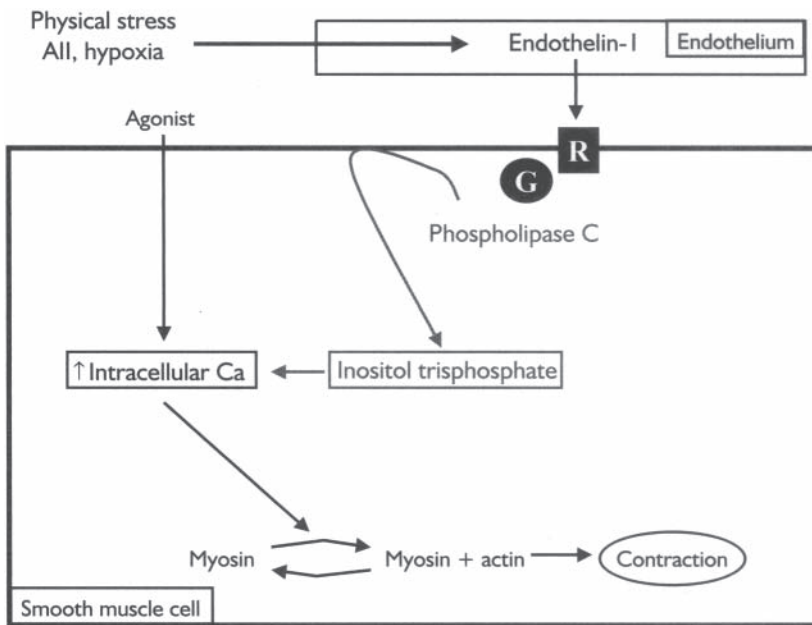 Physical stress
AII, hypoxia
Endothelin-1
Endothelium
Agonist
R
G
Phospholipase C
↑Intracellular Ca
Inositol trisphosphate
Myosin
Myosin + actin
Contraction
Smooth muscle cell